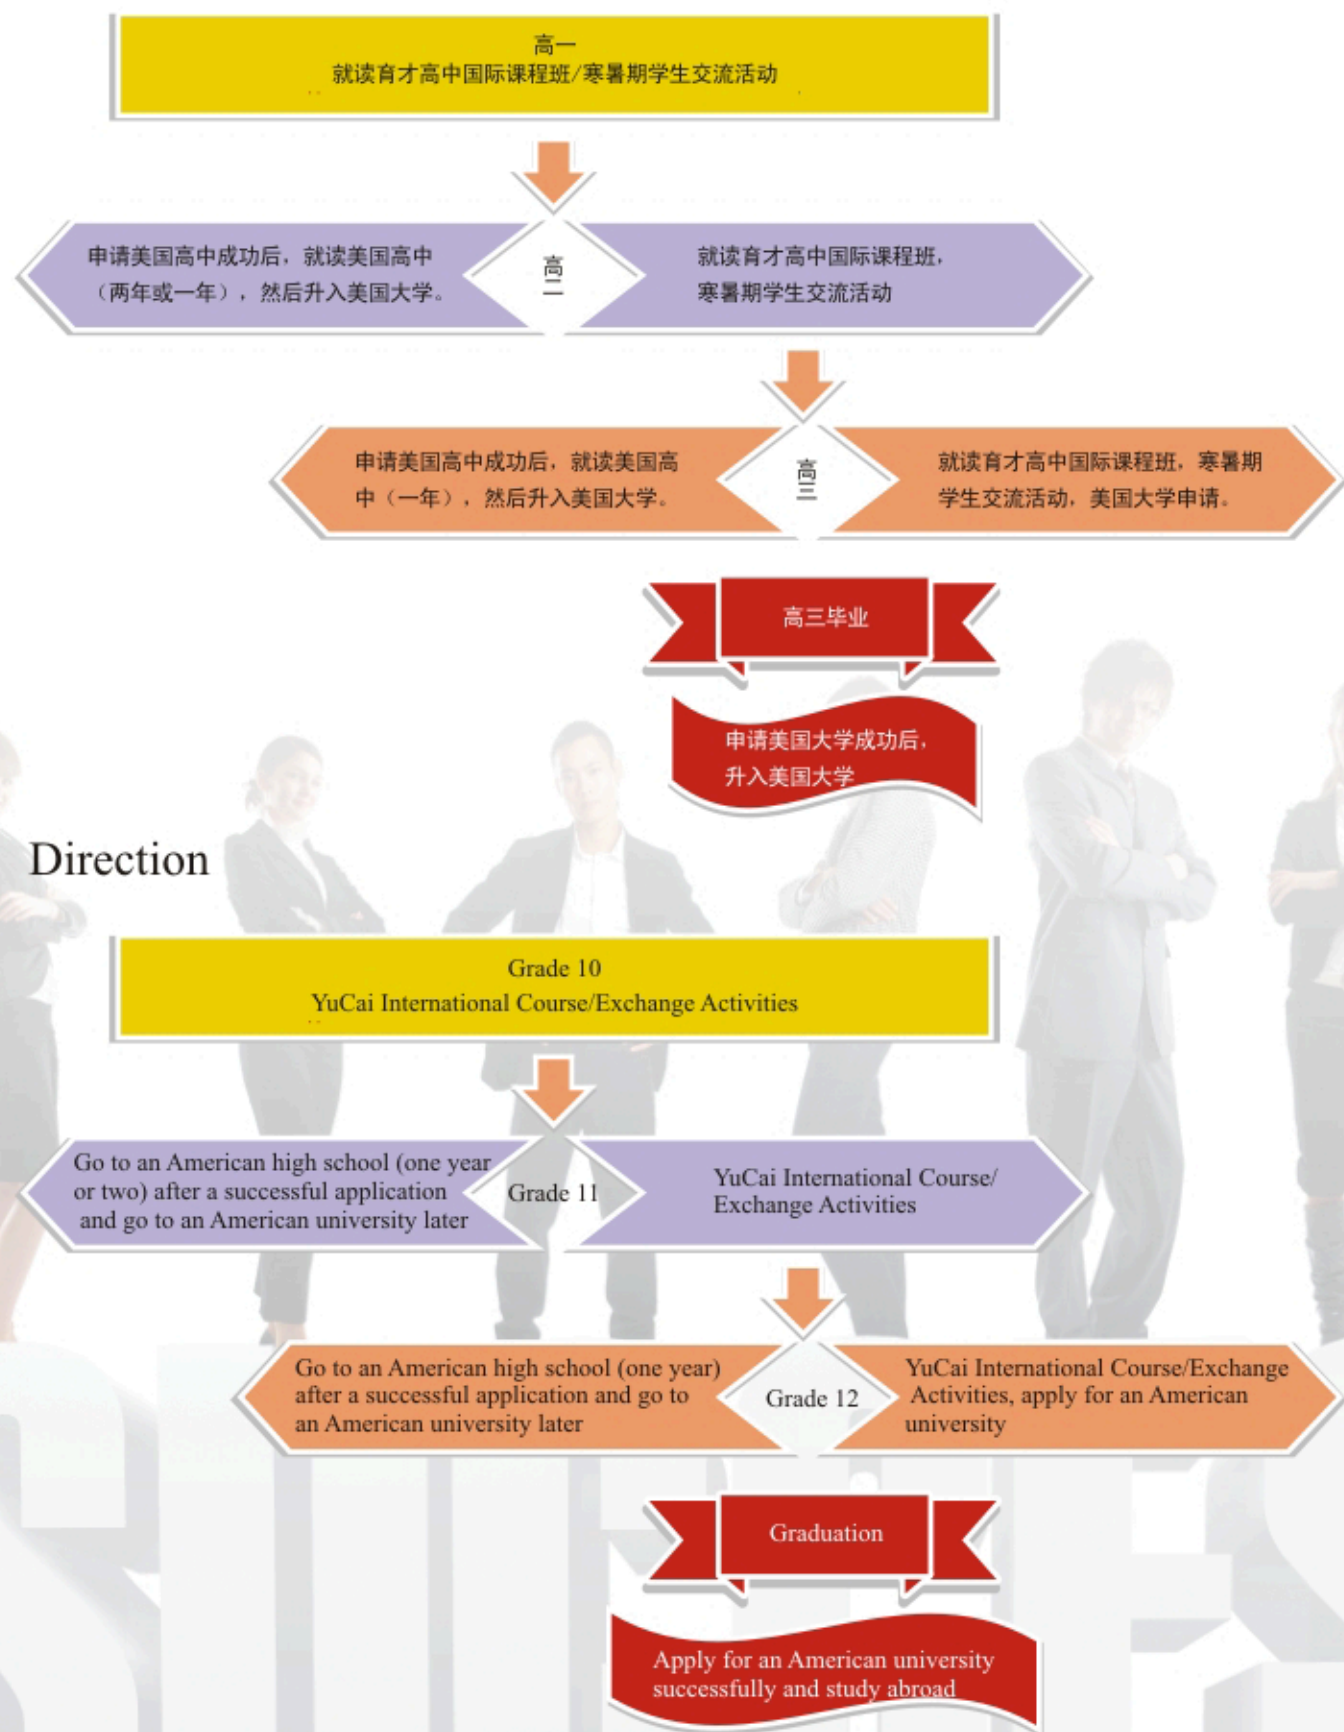 高一
就读育才高中国际课程班/寒暑期学生交流活动
申请美国高中成功后，就读美国高中
（两年或一年），然后升入美国大学。
高二
就读育才高中国际课程班，
寒暑期学生交流活动
申请美国高中成功后，就读美国高
中（一年），然后升入美国大学。
高三
就读育才高中国际课程班，寒暑期
学生交流活动，美国大学申请。
高三毕业
申请美国大学成功后，
升入美国大学
Direction
Grade 10
YuCai International Course/Exchange Activities
Go to an American high school (one year
or two) after a successful application
and go to an American university later
Grade 11
YuCai International Course/
Exchange Activities
Go to an American high school (one year)
after a successful application and go to
an American university later
Grade 12
YuCai International Course/Exchange
Activities, apply for an American
university
Graduation
Apply for an American university
successfully and study abroad